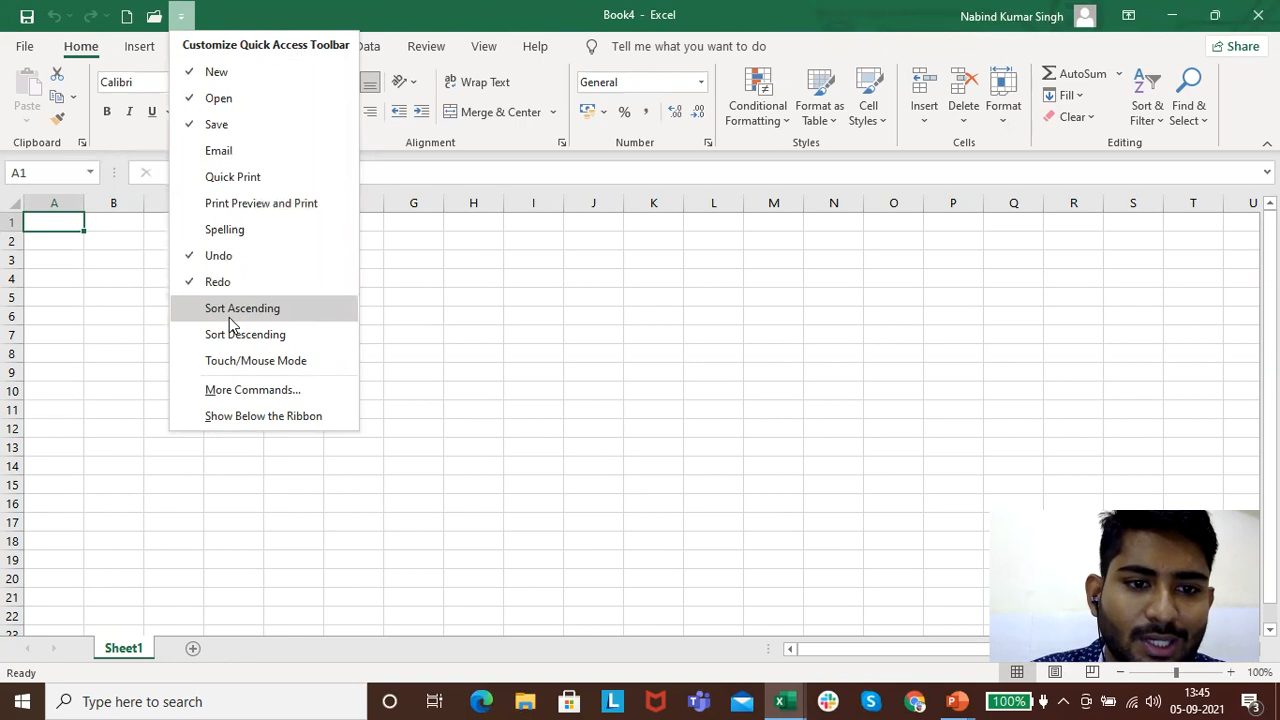 Book4 - Excel
Nabind Kumar Singh
File
Home
Insert
Data
Review
View
Help
Tell me what you want to do
Share
Customize Quick Access Toolbar
New
Open
Save
Email
Quick Print
Print Preview and Print
Spelling
Undo
Redo
Sort Ascending
Sort Descending
Touch/Mouse Mode
More Commands...
Show Below the Ribbon
Paste
Clipboard
Calibri
B I U
Wrap Text
Merge & Center
Alignment
General
%
Number
Conditional Formatting
Format as Table
Cell Styles
Styles
Insert
Delete
Format
Cells
AutoSum
Fill
Clear
Sort & Filter
Find & Select
Editing
A1
A B G H I J K L M N O P Q R S T U
1
2
3
4
5
6
7
8
9
10
11
12
13
14
15
16
17
18
19
20
21
22
23
Sheet1
Ready
100%
Type here to search
100%
13:45
05-09-2021
3